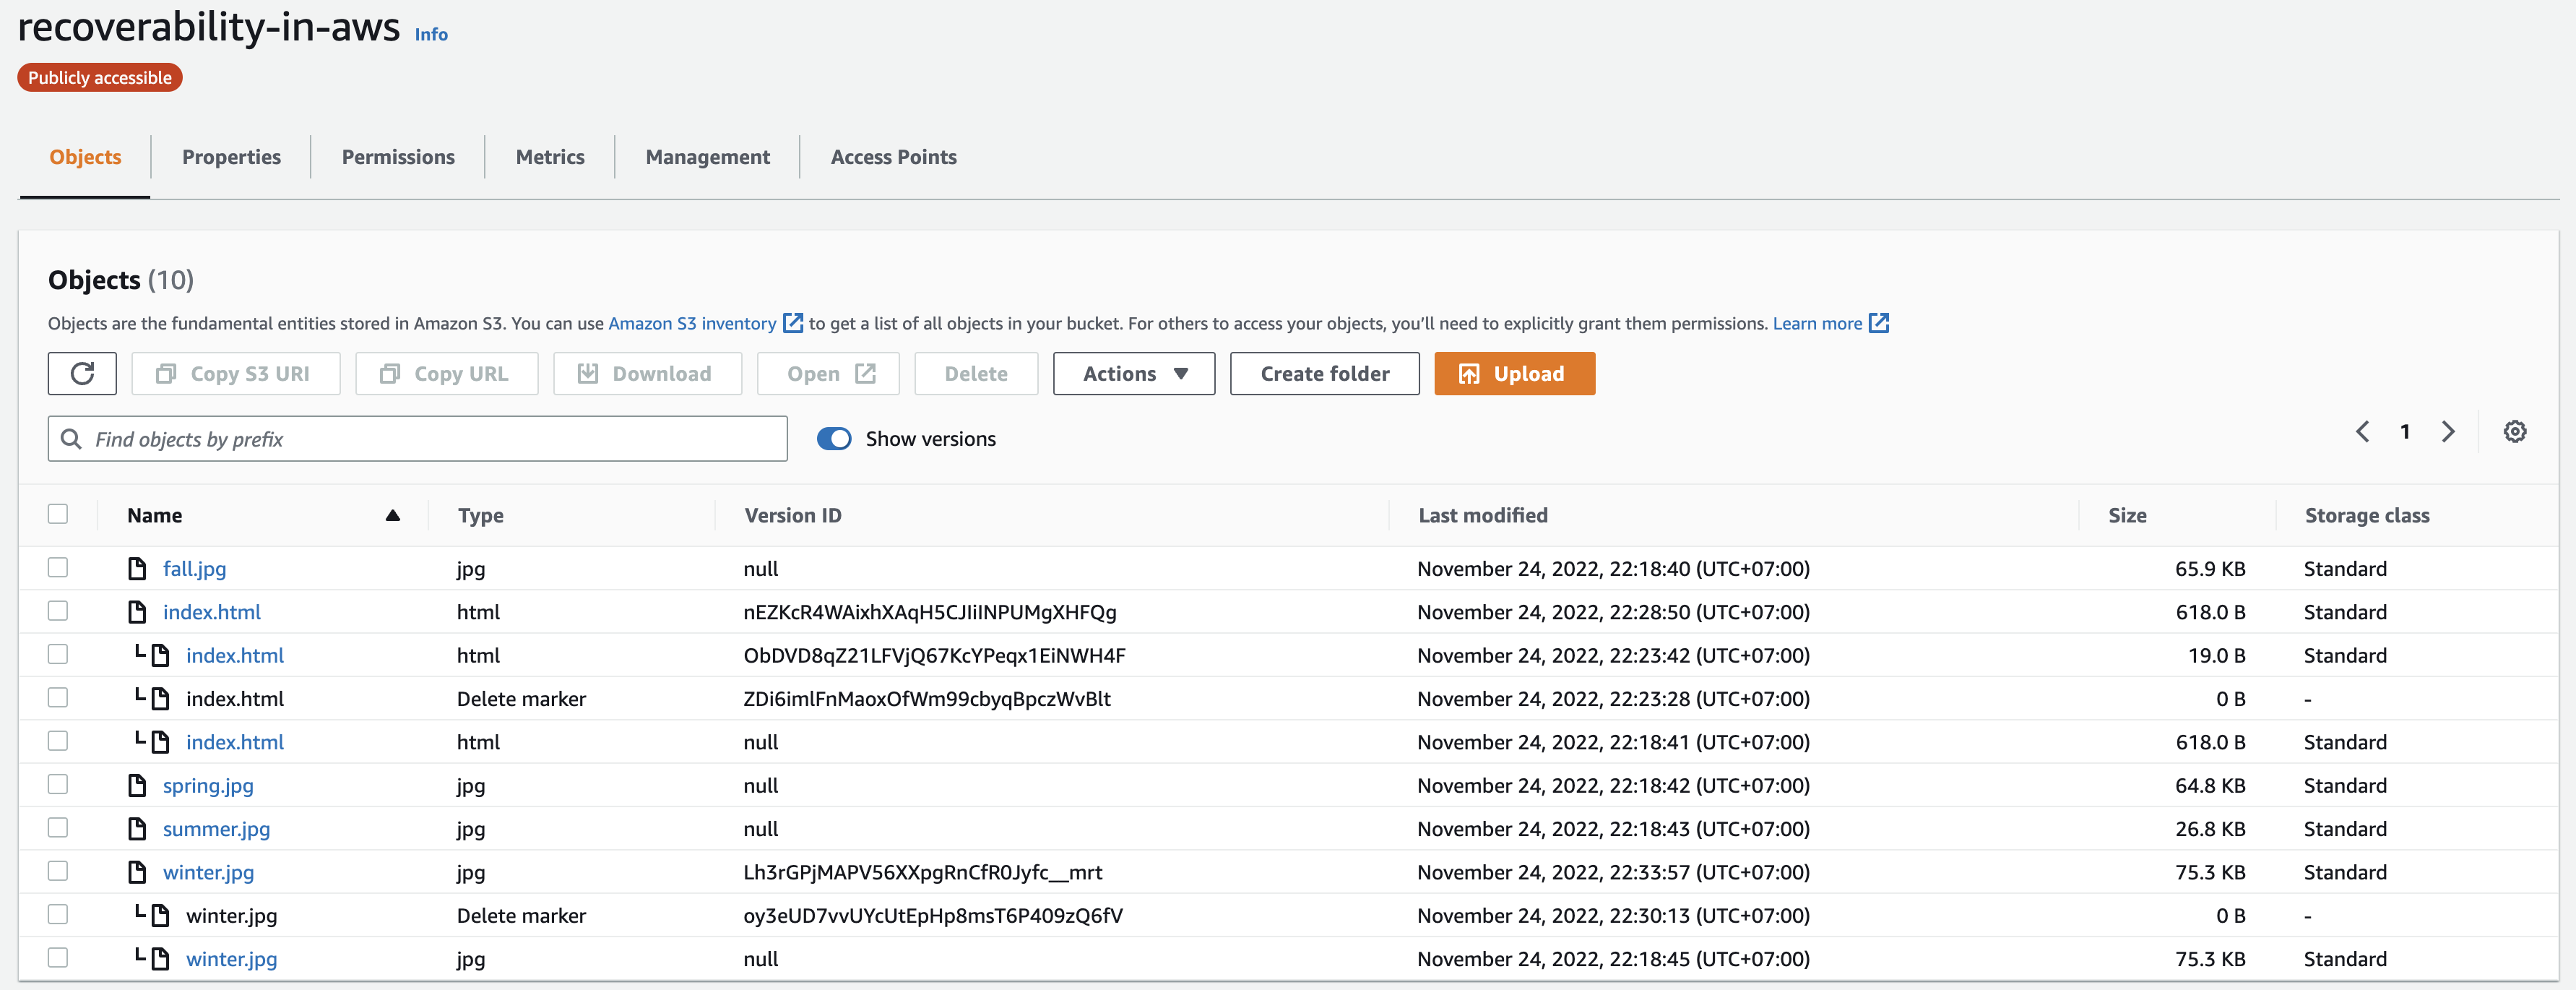 recoverability-in-aws Info
Publicly accessible
Objects Properties Permissions Metrics Management Access Points
Objects (10)
Objects are the fundamental entities stored in Amazon S3. You can use Amazon S3 inventory to get a list of all objects in your bucket. For others to access your objects, you’ll need to explicitly grant them permissions. Learn more
Copy S3 URI Copy URL Download Open Delete Actions Create folder Upload
Find objects by prefix Show versions 1
Name Type Version ID Last modified Size Storage class
fall.jpg jpg null November 24, 2022, 22:18:40 (UTC+07:00) 65.9 KB Standard
index.html html nEZKcR4WAixhXAqH5CJIiINPUMgXHFQg November 24, 2022, 22:28:50 (UTC+07:00) 618.0 B Standard
index.html html ObDVD8qZ21LFVjQ67KcYPeqx1EiNWH4F November 24, 2022, 22:23:42 (UTC+07:00) 19.0 B Standard
index.html Delete marker ZDi6imlFnMaoxOfWm99cbyqBpczWvBlt November 24, 2022, 22:23:28 (UTC+07:00) 0 B -
index.html html null November 24, 2022, 22:18:41 (UTC+07:00) 618.0 B Standard
spring.jpg jpg null November 24, 2022, 22:18:42 (UTC+07:00) 64.8 KB Standard
summer.jpg jpg null November 24, 2022, 22:18:43 (UTC+07:00) 26.8 KB Standard
winter.jpg jpg Lh3rGPjMAPV56XXpgRnCfR0Jyfc__mrt November 24, 2022, 22:33:57 (UTC+07:00) 75.3 KB Standard
winter.jpg Delete marker oy3eUD7vvUYcUtEpHp8msT6P409zQ6fV November 24, 2022, 22:30:13 (UTC+07:00) 0 B -
winter.jpg jpg null November 24, 2022, 22:18:45 (UTC+07:00) 75.3 KB Standard